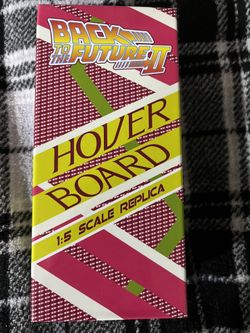 BACK
TO THE
FUTURE II
HOVER
BOARD
1:5 SCALE REPLICA